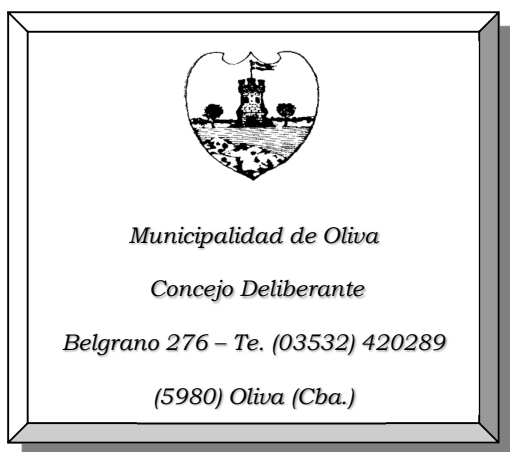 Municipalidad de Oliva
Concejo Deliberante
Belgrano 276 – Te. (03532) 420289
(5980) Oliva (Cba.)